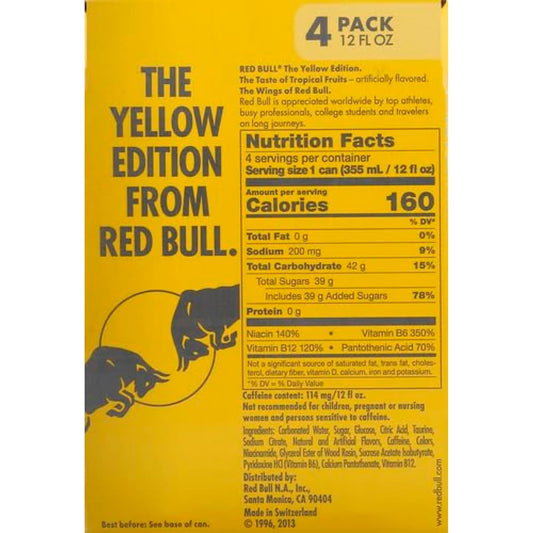 4 PACK
12 FL OZ
THE
YELLOW
EDITION
FROM
RED BULL.
RED BULL® The Yellow Edition.
The Taste of Tropical Fruits – artificially flavored.
The Wings of Red Bull.
Red Bull is appreciated worldwide by top athletes,
busy professionals, college students and travelers
on long journeys.
Nutrition Facts
4 servings per container
Serving size 1 can (355 mL / 12 fl oz)
Amount per serving
Calories 160
% DV*
Total Fat 0 g 0%
Sodium 200 mg 9%
Total Carbohydrate 42 g 15%
Total Sugars 39 g
Includes 39 g Added Sugars 78%
Protein 0 g
Niacin 140% • Vitamin B6 350%
Vitamin B12 120% • Pantothenic Acid 70%
Not a significant source of saturated fat, trans fat, choles-
terol, dietary fiber, vitamin D, calcium, iron and potassium.
*% DV = % Daily Value
Caffeine content: 114 mg/12 fl oz.
Not recommended for children, pregnant or nursing
women and persons sensitive to caffeine.
Ingredients: Carbonated Water, Sugar, Glucose, Citric Acid, Taurine,
Sodium Citrate, Natural and Artificial Flavors, Caffeine, Colors,
Niacinamide, Glycerol Ester of Wood Rosin, Sucrose Acetate Isobutyrate,
Pyridoxine HCl (Vitamin B6), Calcium Pantothenate, Vitamin B12.
Distributed by:
Red Bull N.A., Inc.,
Santa Monica, CA 90404
Made in Switzerland
© 1996, 2013
Best before: See base of can.
www.redbull.com